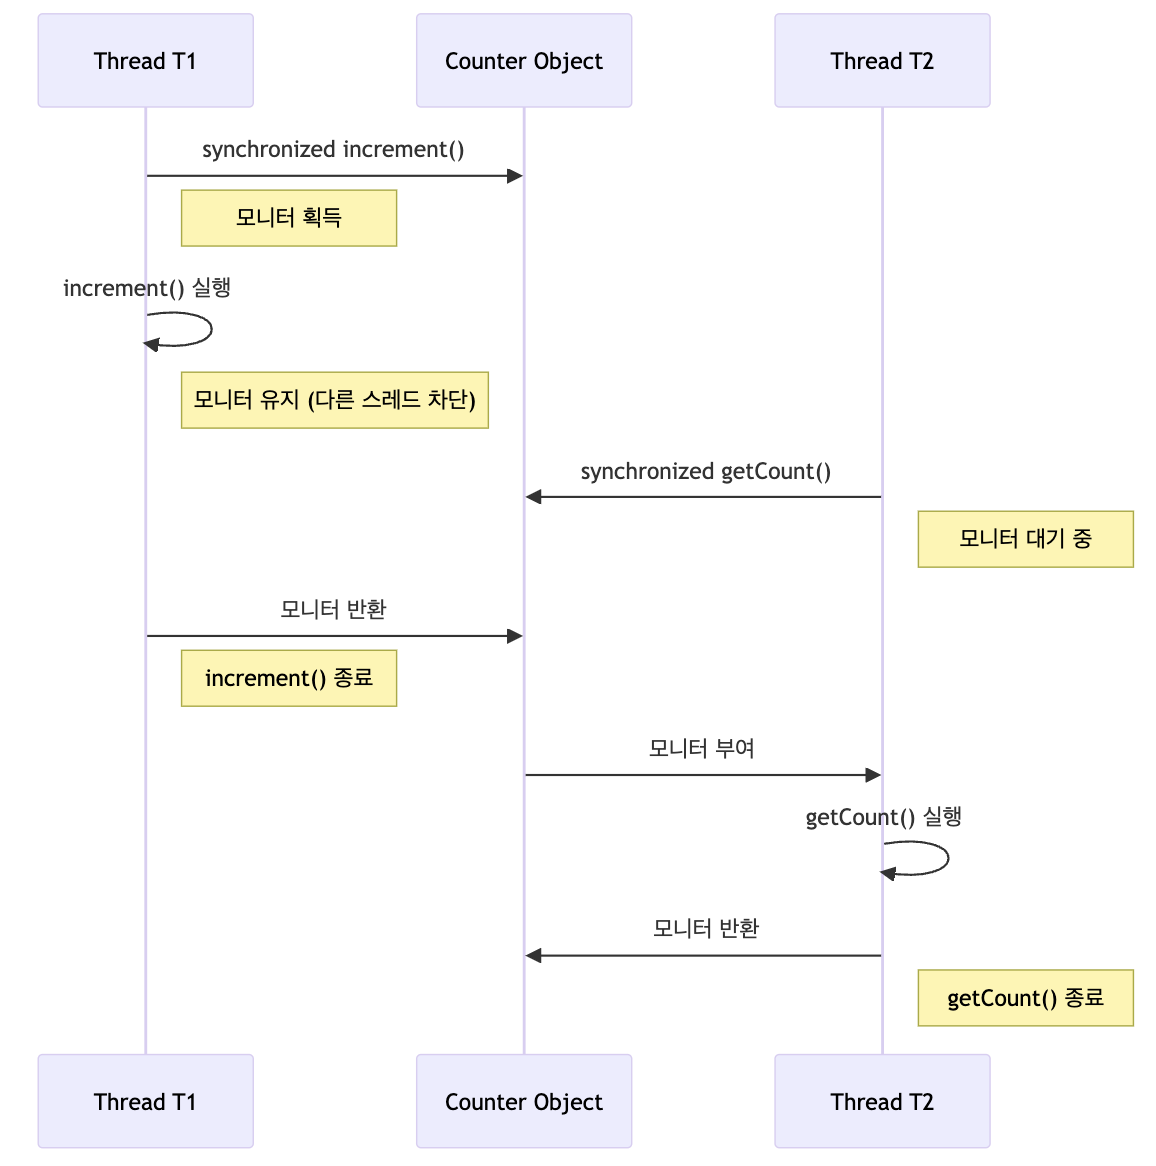 Thread T1
Counter Object
Thread T2
synchronized increment()
모니터 획득
increment() 실행
모니터 유지 (다른 스레드 차단)
synchronized getCount()
모니터 대기 중
모니터 반환
increment() 종료
모니터 부여
getCount() 실행
모니터 반환
getCount() 종료
Thread T1
Counter Object
Thread T2